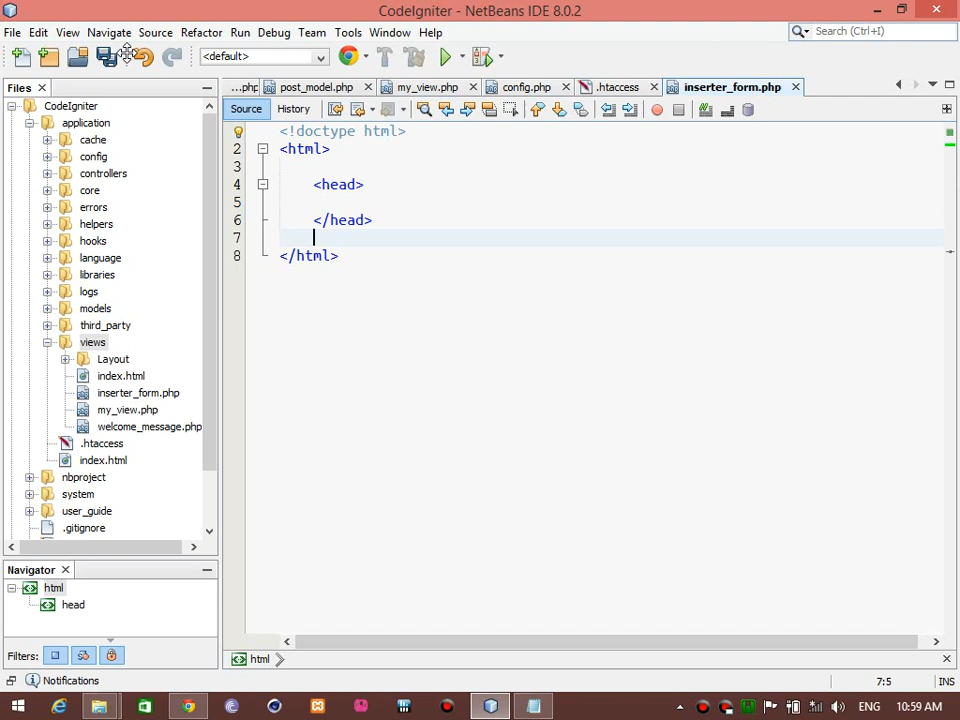 CodeIgniter - NetBeans IDE 8.0.2
File Edit View Navigate Source Refactor Run Debug Team Tools Window Help
Search (Ctrl+I)
<default>
Files
...php post_model.php my_view.php config.php .htaccess inserter_form.php
Source History
CodeIgniter
application
cache
config
controllers
core
errors
helpers
hooks
language
libraries
logs
models
third_party
views
Layout
index.html
inserter_form.php
my_view.php
welcome_message.php
.htaccess
index.html
nbproject
system
user_guide
.gitignore
<!doctype html>
2 <html>
3
4 <head>
5
6 </head>
7
8 </html>
Navigator
html
head
Filters:
html
Notifications
7:5 INS
ENG 10:59 AM